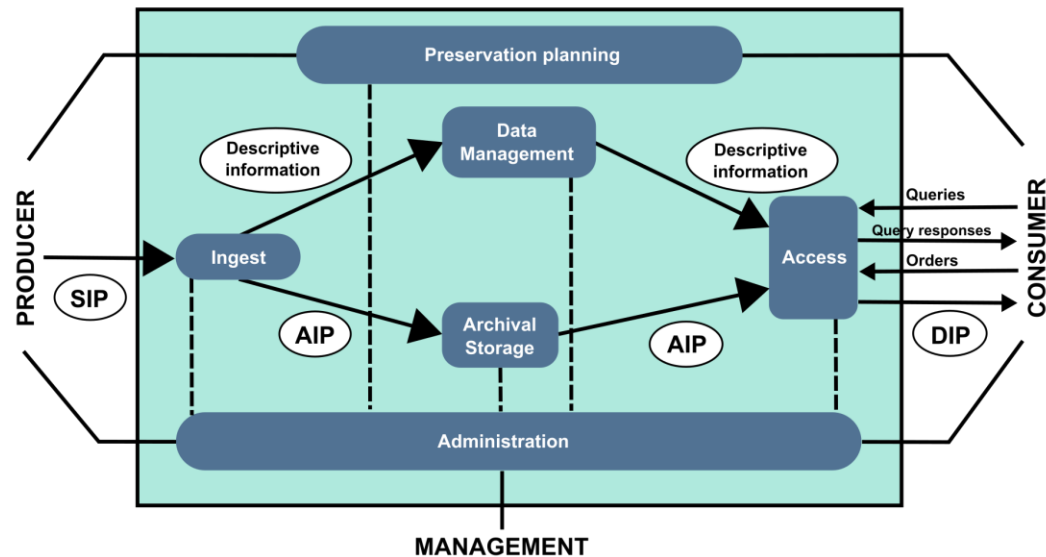 Preservation planning
Data
Management
Descriptive
information
Descriptive
information
Queries
Query responses
Orders
PRODUCER
Ingest
Access
CONSUMER
SIP
AIP
Archival
Storage
AIP
DIP
Administration
MANAGEMENT